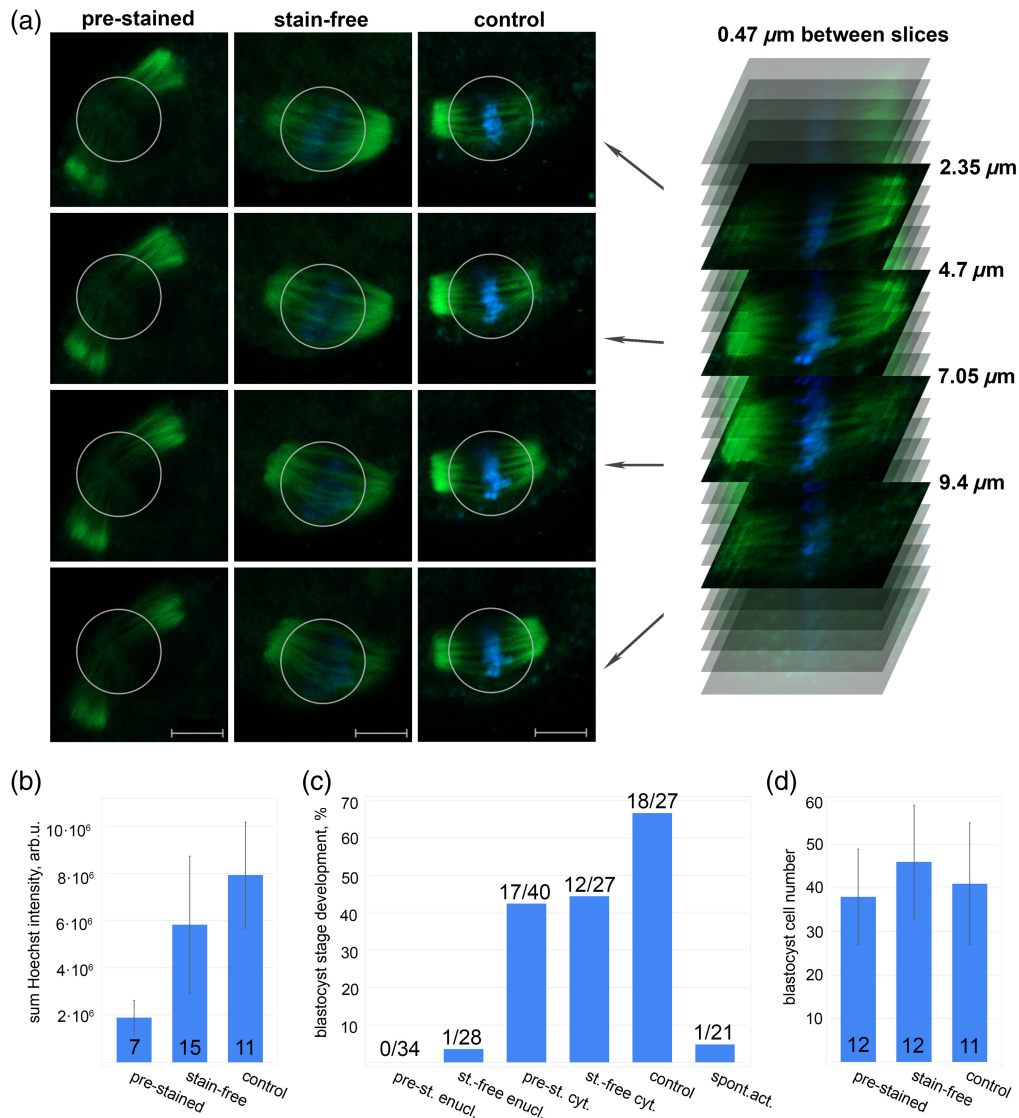 (a)
pre-stained
stain-free
control
0.47 µm between slices
2.35 µm
4.7 µm
7.05 µm
9.4 µm
(b)
sum Hoechst intensity, arb.u.
10·10⁶
8·10⁶
6·10⁶
4·10⁶
2·10⁶
7
15
11
pre-stained
stain-free
control
(c)
blastocyst stage development, %
70
60
50
40
30
20
10
0/34
1/28
17/40
12/27
18/27
1/21
pre-st. enucl.
st.-free enucl.
pre-st. cyt.
st.-free cyt.
control
spont.act.
(d)
blastocyst cell number
60
50
40
30
20
10
12
12
11
pre-stained
stain-free
control